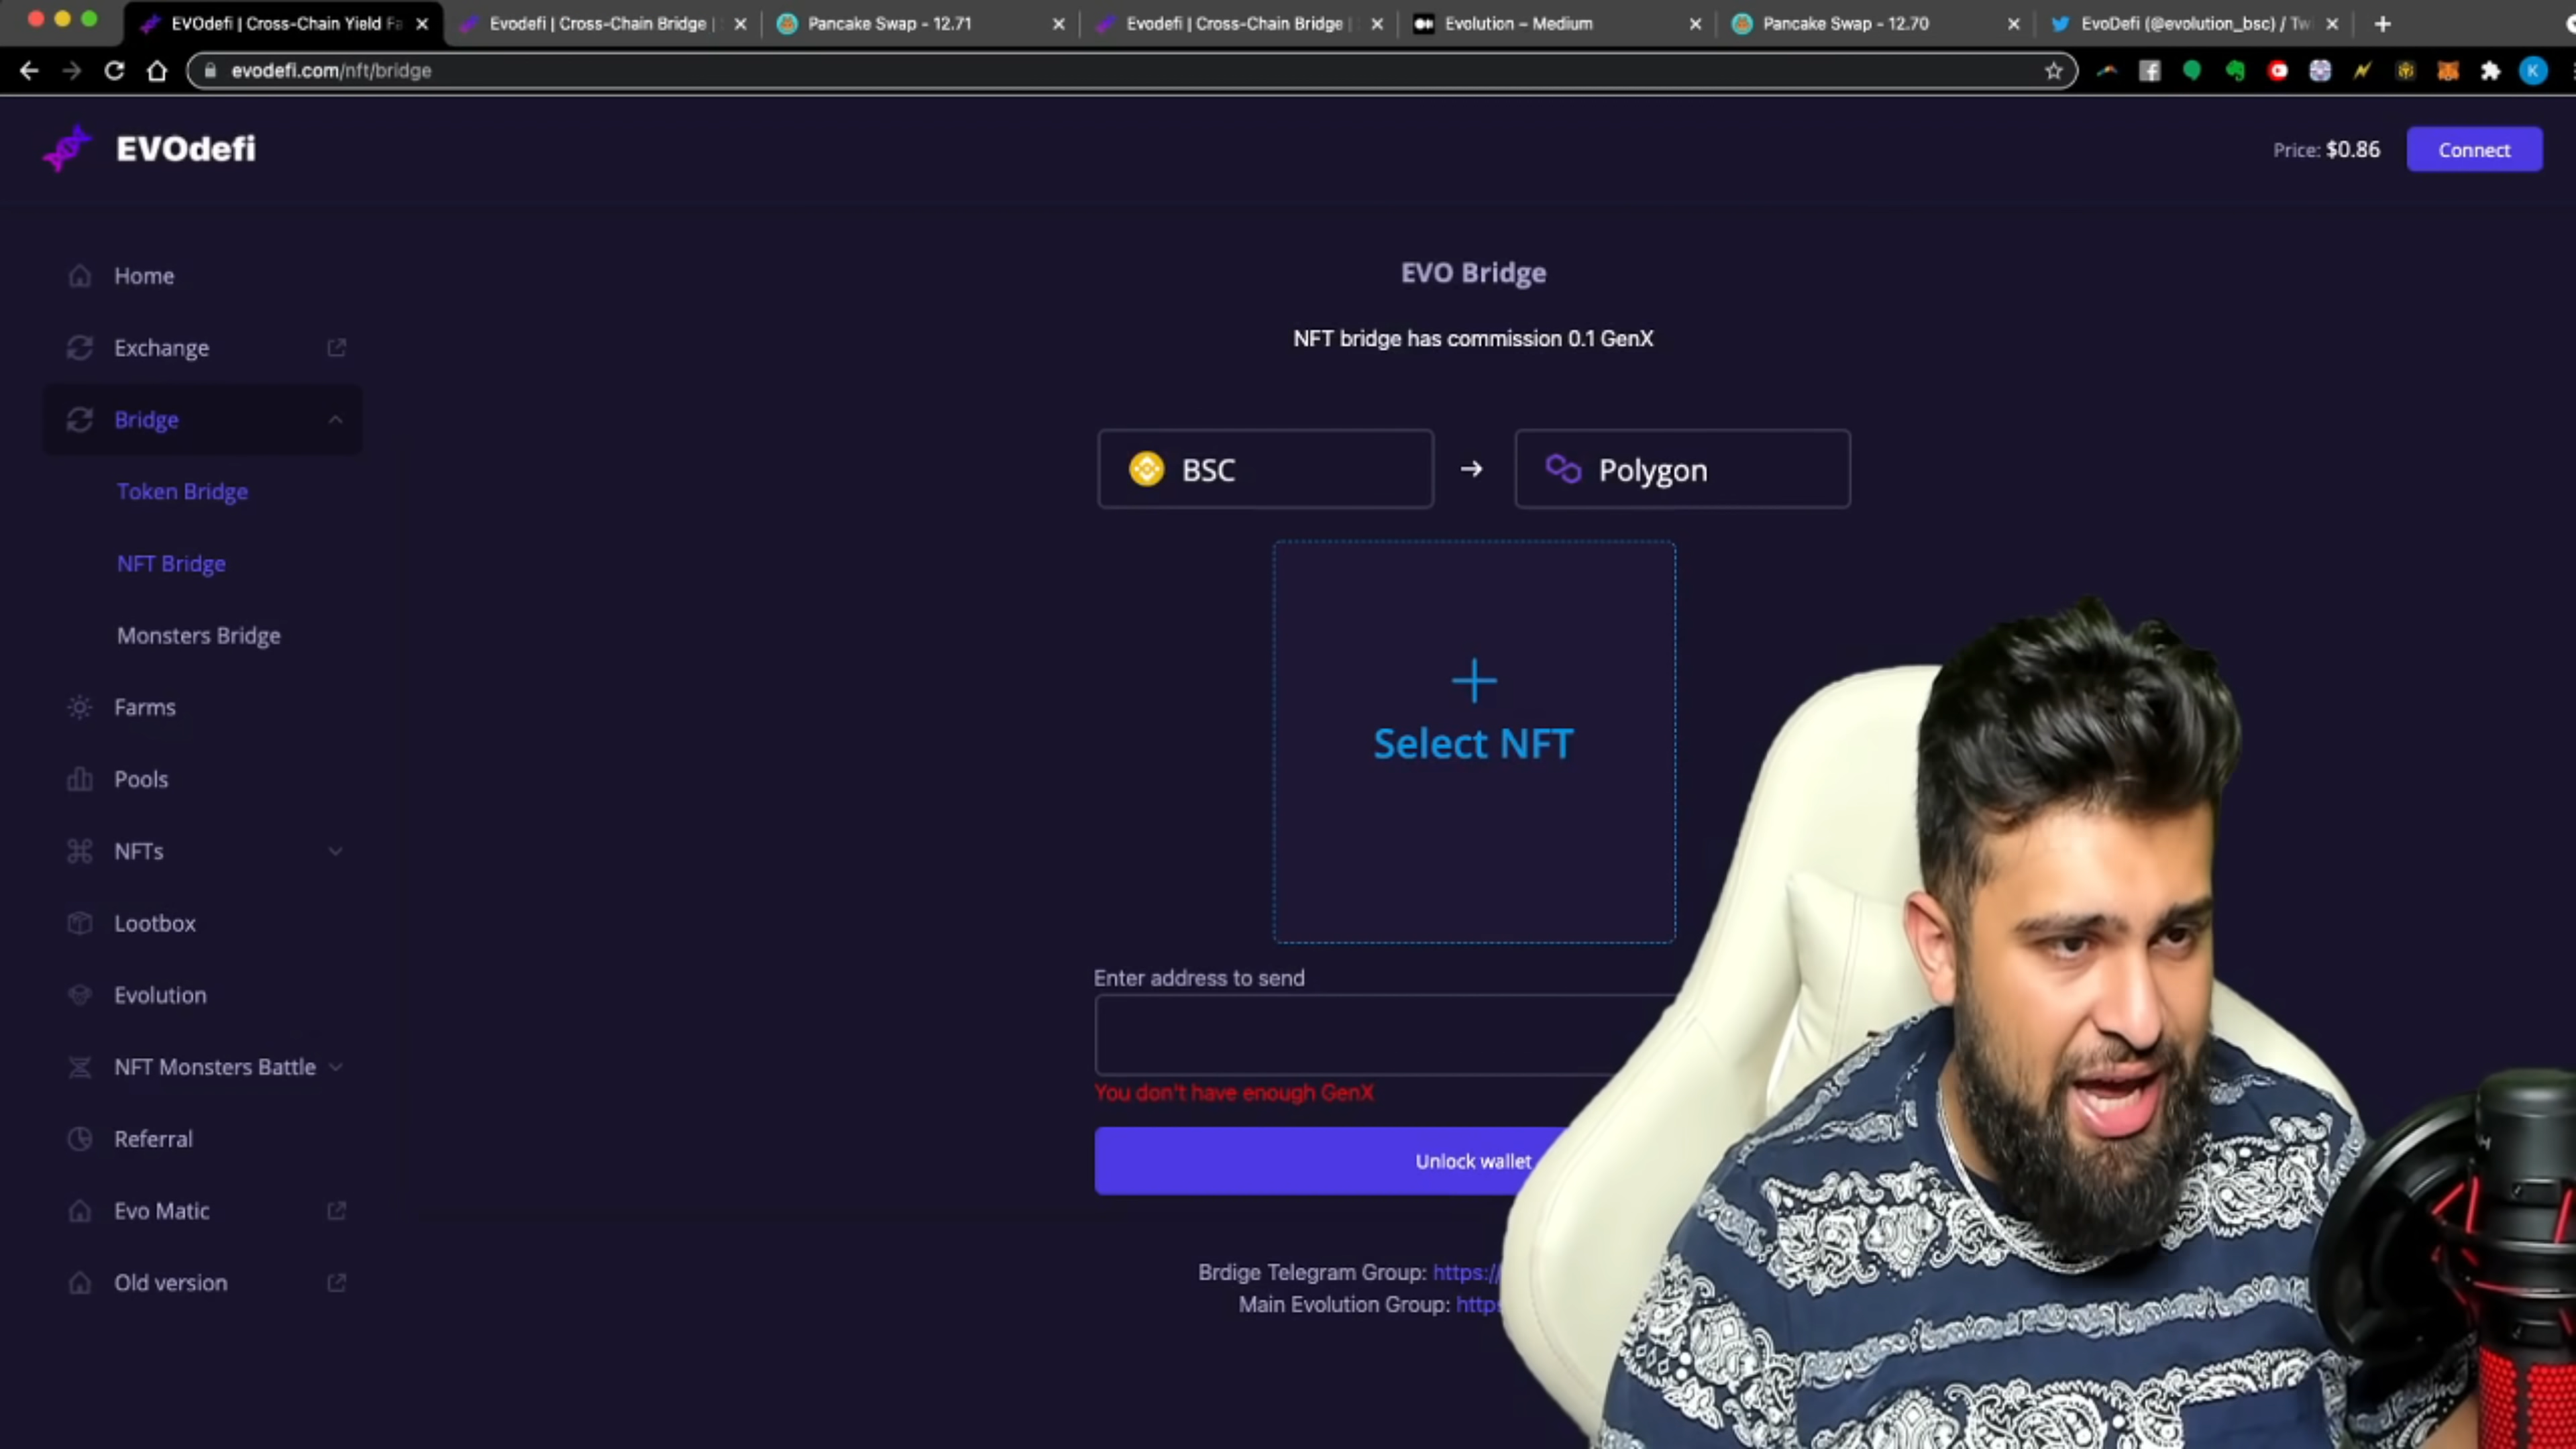 EVOdefi | Cross-Chain Yield Fa
Evodefi | Cross-Chain Bridge |
Pancake Swap - 12.71
Evodefi | Cross-Chain Bridge |
Evolution – Medium
Pancake Swap - 12.70
EvoDefi (@evolution_bsc) / Tw
evodefi.com/nft/bridge
K
EVOdefi
Price: $0.86
Connect
Home
Exchange
Bridge
Token Bridge
NFT Bridge
Monsters Bridge
Farms
Pools
NFTs
Lootbox
Evolution
NFT Monsters Battle
Referral
Evo Matic
Old version
EVO Bridge
NFT bridge has commission 0.1 GenX
BSC
Polygon
Select NFT
Enter address to send
You don't have enough GenX
Unlock wallet
Brdige Telegram Group: https://
Main Evolution Group: https